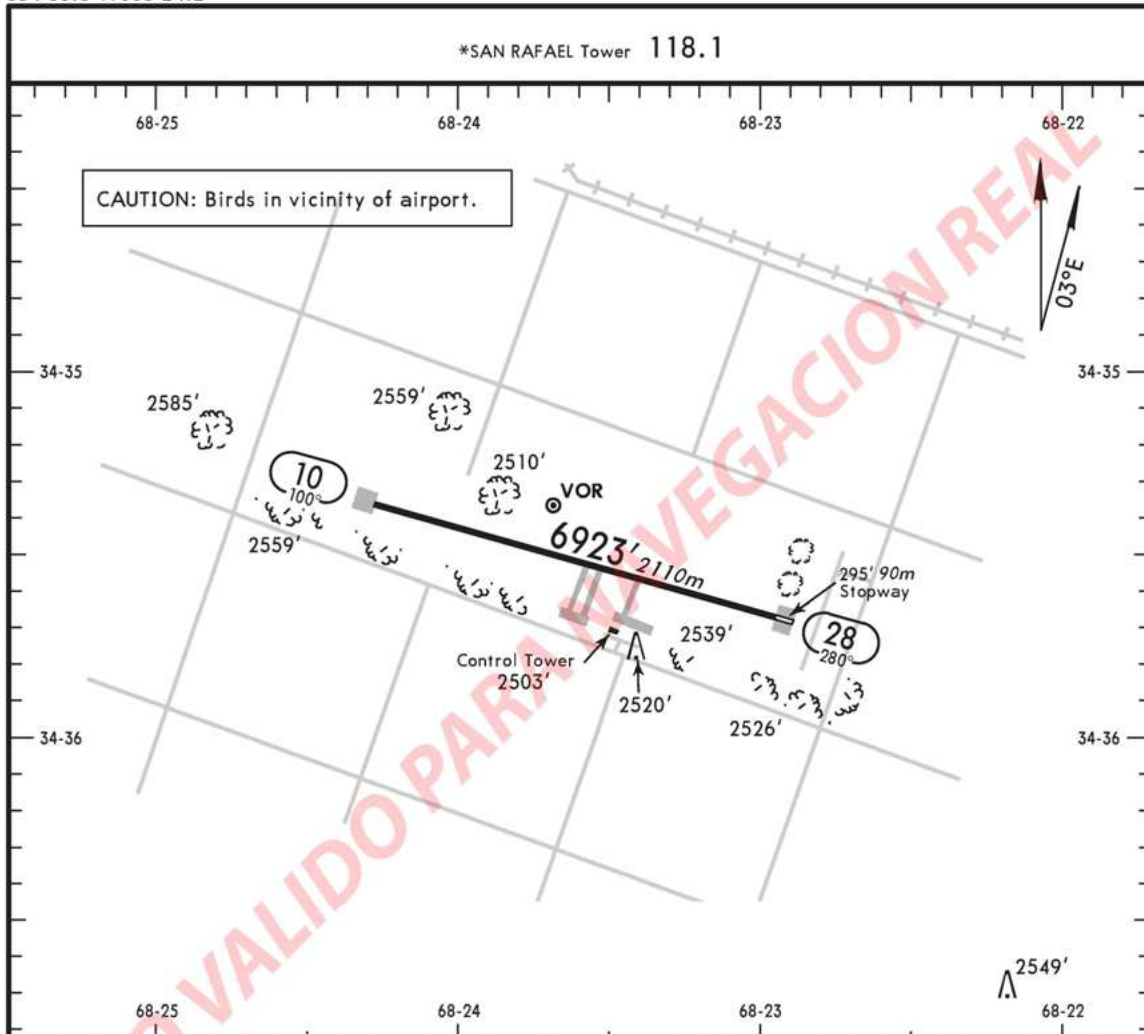 *SAN RAFAEL Tower 118.1
68-25 68-24 68-23 68-22
CAUTION: Birds in vicinity of airport.
03°E
34-35 34-35
2585'
2559'
10
100°
2510'
VOR
2559'
6923' 2110m
295' 90m
Stopway
28
280°
Control Tower
2503'
2539'
2520'
2526'
34-36 34-36
2549'
68-25 68-24 68-23 68-22
VALIDO PARA NAVEGACION REAL